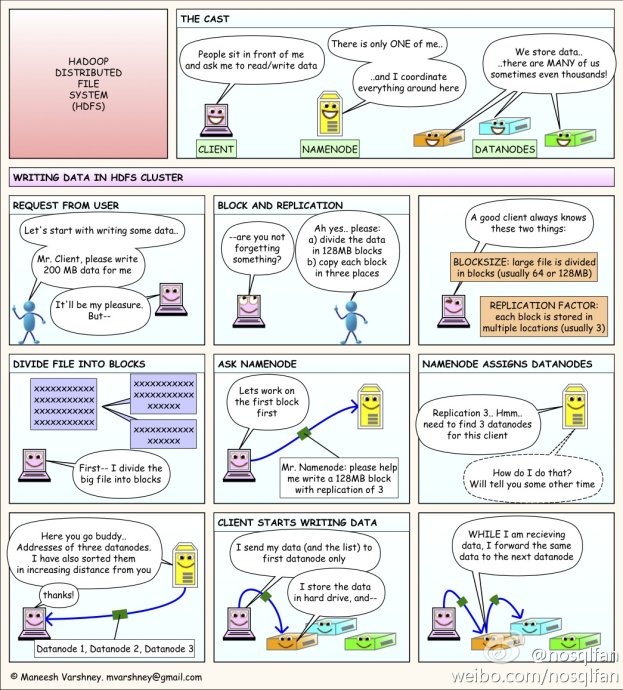 HADOOP
DISTRIBUTED
FILE
SYSTEM
(HDFS)
THE CAST
People sit in front of me
and ask me to read/write data
There is only ONE of me..
..and I coordinate
everything around here
We store data..
..there are MANY of us
sometimes even thousands!
CLIENT
NAMENODE
DATANODES
WRITING DATA IN HDFS CLUSTER
REQUEST FROM USER
Let's start with writing some data..
Mr. Client, please write
200 MB data for me
It'll be my pleasure.
But--
BLOCK AND REPLICATION
--are you not
forgetting
something?
Ah yes.. please:
a) divide the data
in 128MB blocks
b) copy each block
in three places
A good client always knows
these two things:
BLOCKSIZE: large file is divided
in blocks (usually 64 or 128MB)
REPLICATION FACTOR:
each block is stored in
multiple locations (usually 3)
DIVIDE FILE INTO BLOCKS
XXXXXXXXXXX
XXXXXXXXXXX
XXXXXXXXXXX
XXXXXXXXXXX
XXXXXXXXXXX
XXXXXXXXXXX
XXXXXX
XXXXXXXXXXX
XXXXXX
First-- I divide the
big file into blocks
ASK NAMENODE
Lets work on
the first block
first
Mr. Namenode: please help
me write a 128MB block
with replication of 3
NAMENODE ASSIGNS DATANODES
Replication 3.. Hmm..
need to find 3 datanodes
for this client
How do I do that?
Will tell you some other time
Here you go buddy..
Addresses of three datanodes.
I have also sorted them
in increasing distance from you
thanks!
Datanode 1, Datanode 2, Datanode 3
CLIENT STARTS WRITING DATA
I send my data (and the list) to
first datanode only
I store the data
in hard drive, and--
WHILE I am recieving
data, I forward the same
data to the next datanode
© Maneesh Varshney. mvarshney@gmail.com
@nosqlfan
weibo.com/nosqlfan